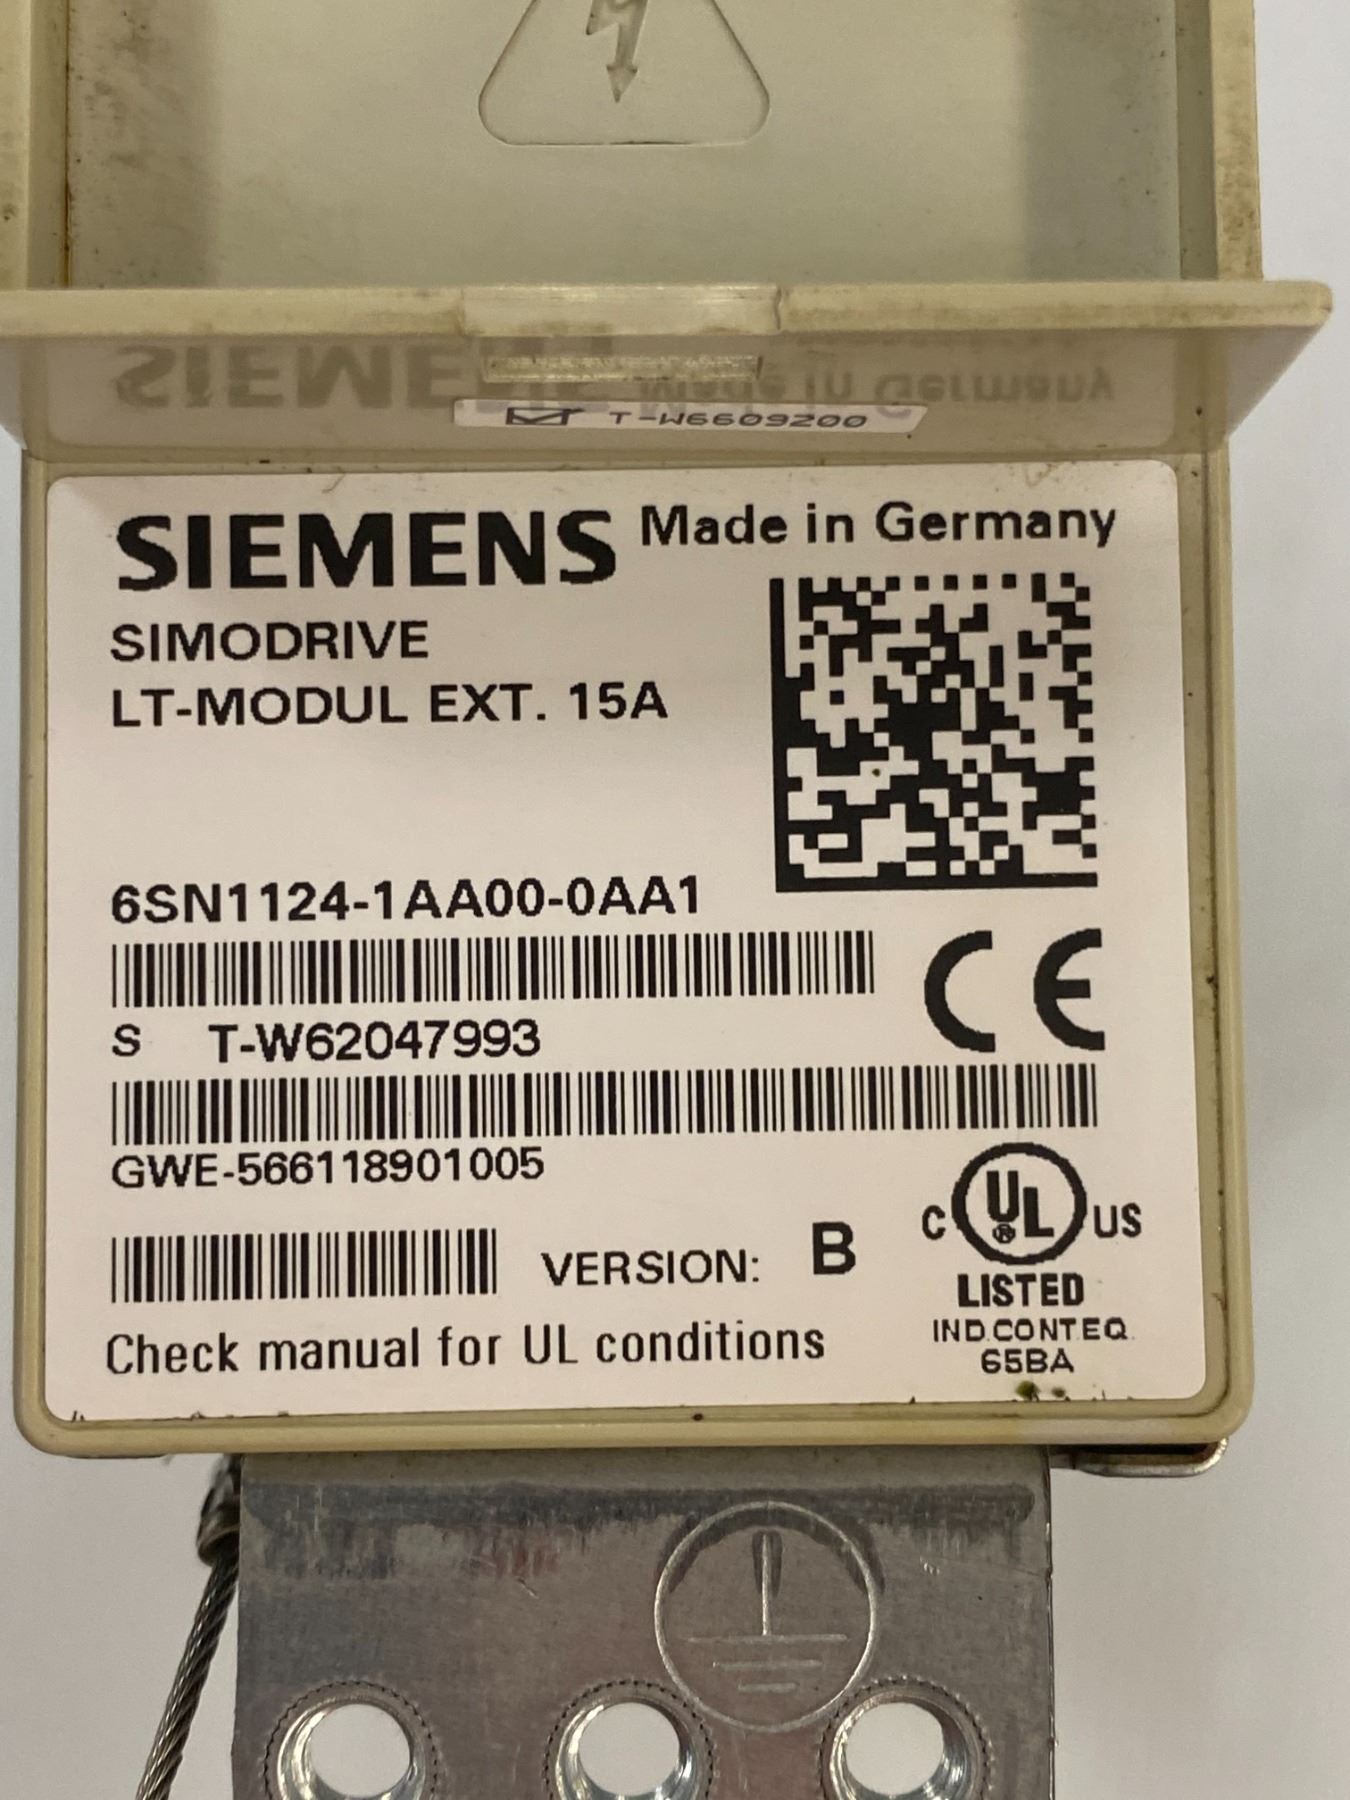 T-W6609200
SIEMENS Made in Germany
SIMODRIVE
LT-MODUL EXT. 15A
6SN1124-1AA00-0AA1
CE
S T-W62047993
GWE-566118901005
C UL US
®
VERSION: B
LISTED
IND.CONT.EQ.
65BA
Check manual for UL conditions